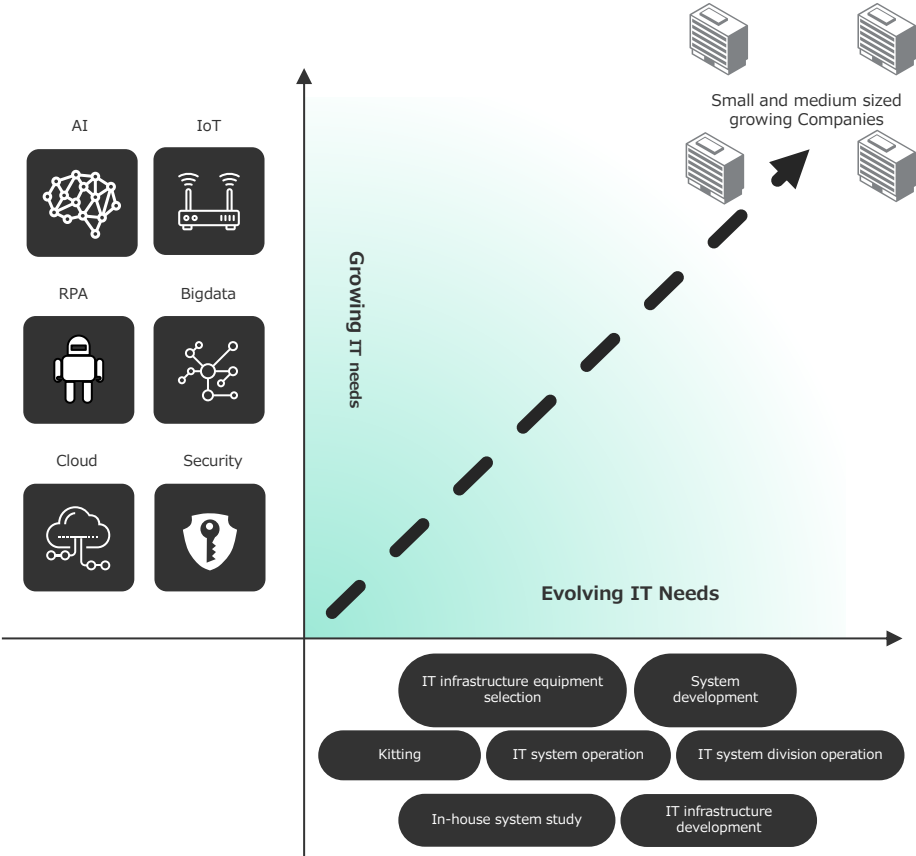 Small and medium sized
growing Companies
AI
IoT
RPA
Bigdata
Cloud
Security
Growing IT needs
Evolving IT Needs
IT infrastructure equipment
selection
System
development
Kitting
IT system operation
IT system division operation
In-house system study
IT infrastructure
development